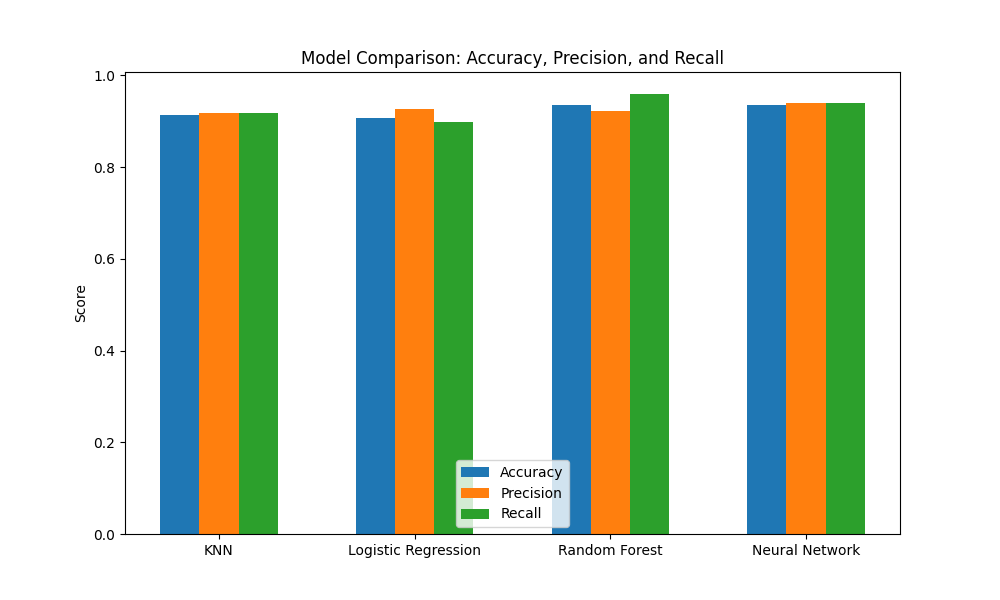 Model Comparison: Accuracy, Precision, and Recall
1.0
0.8
0.6
0.4
0.2
0.0
Score
Accuracy
Precision
Recall
KNN
Logistic Regression
Random Forest
Neural Network